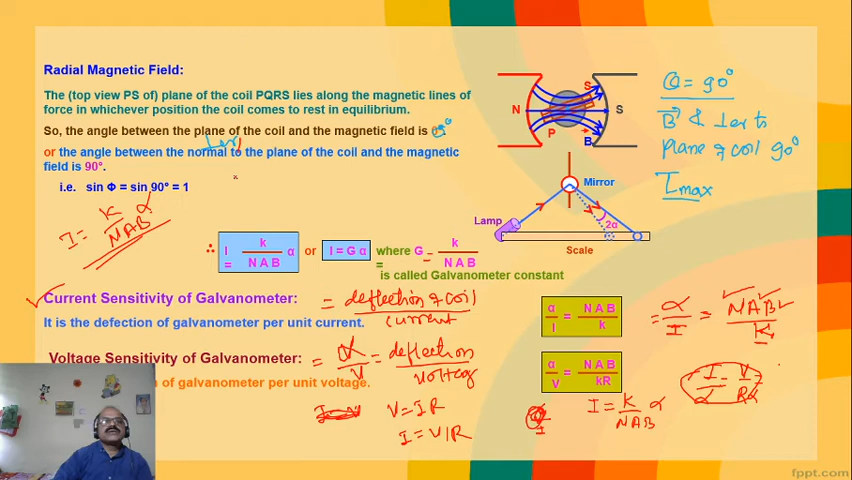 Radial Magnetic Field:
The (top view PS of) plane of the coil PQRS lies along the magnetic lines of
force in whichever position the coil comes to rest in equilibrium.
So, the angle between the plane of the coil and the magnetic field is
or the angle between the normal to the plane of the coil and the magnetic
field is 90°.
i.e. sin Φ = sin 90° = 1
I = K/NAB α
∴ I = k/N A B α or I = G α where G = k/N A B
is called Galvanometer constant
Current Sensitivity of Galvanometer: = deflection of coil/current
It is the defection of galvanometer per unit current.
Voltage Sensitivity of Galvanometer: = α/V = deflection/voltag
of galvanometer per unit voltage.
V = IR
I = V/R
N
S
S
P
B
Mirror
Lamp
2α
Scale
α/I = N A B/k = α/I = NAB/K
α/V = N A B/kR
I = K/NAB α
I/α = V/Rα
Q = 90°
B & ⊥er to
plane of coil 90°
Imax
fppt.com